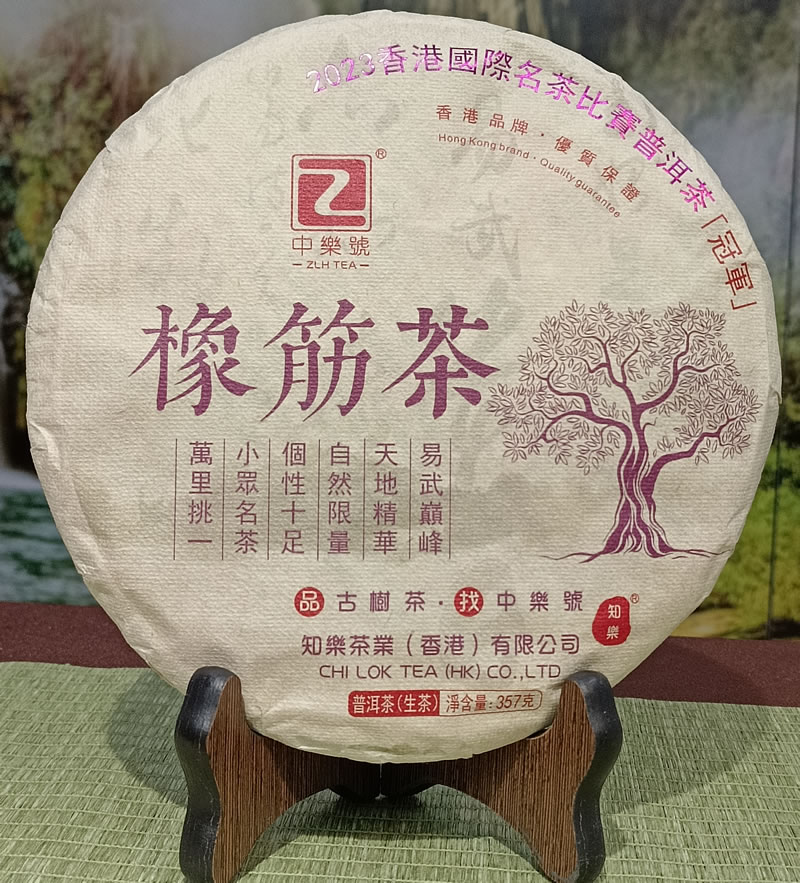 2023香港國際名茶比賽普洱茶「冠軍」
香港品牌·優質保證
Hong Kong brand · Quality guarantee
Z
®
中樂號
ZLH TEA
橡筋茶
易武巔峰
天地精華
自然限量
個性十足
小眾名茶
萬里挑一
品古樹茶·找中樂號
知樂
®
知樂茶業(香港)有限公司
CHI LOK TEA (HK) CO.,LTD
普洱茶(生茶) 淨含量:357克